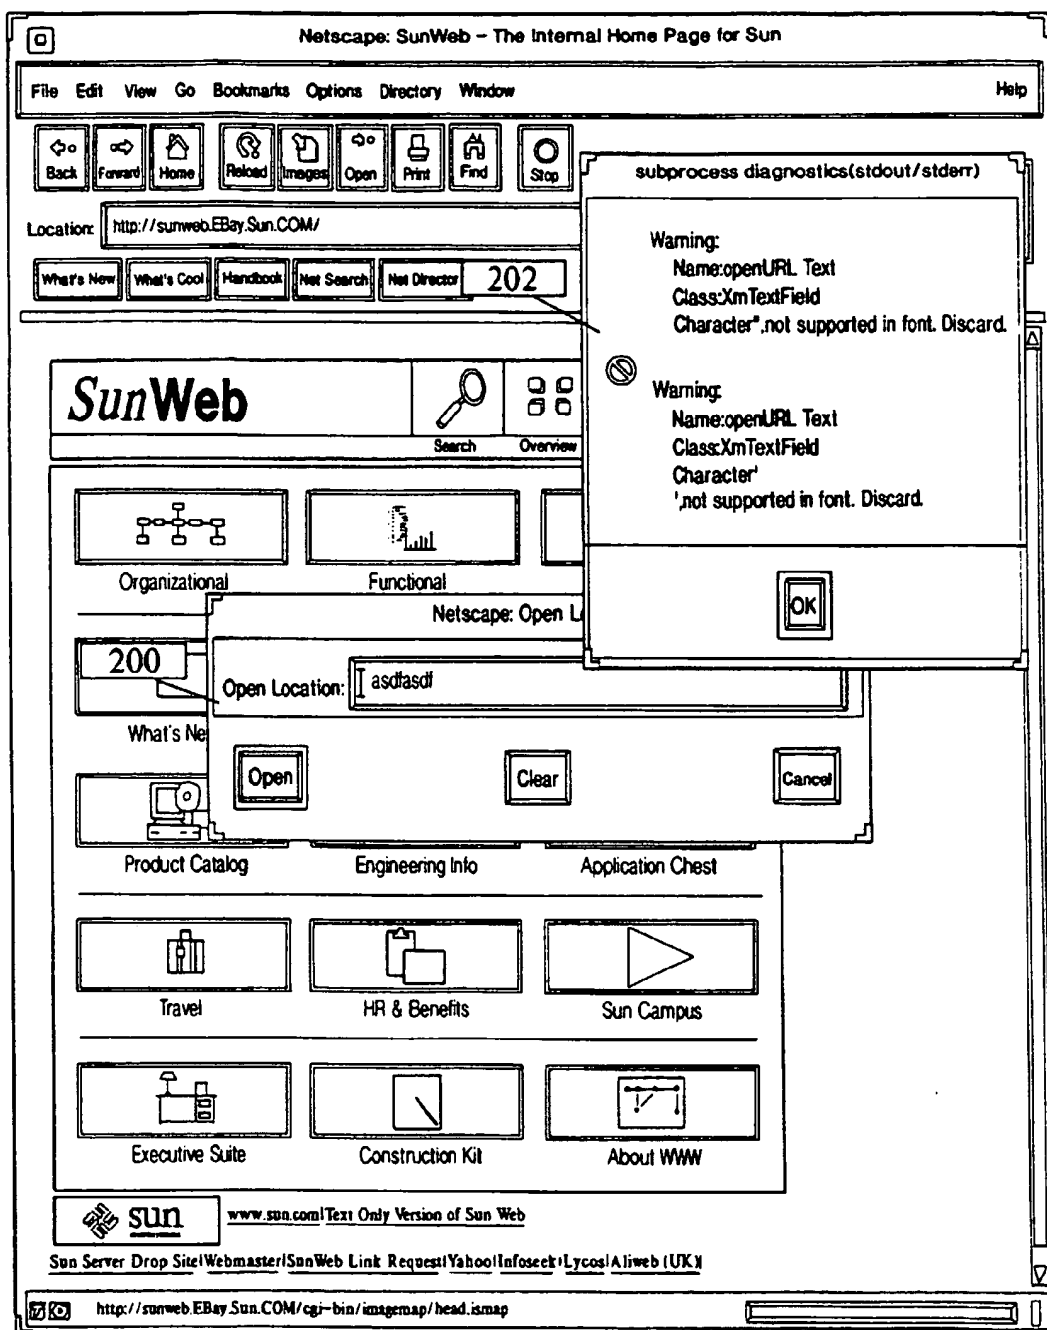 Netscape: SunWeb – The Internal Home Page for Sun
File Edit View Go Bookmarks Options Directory Window Help
Back Forward Home Reload Images Open Print Find Stop
subprocess diagnostics(stdout/stderr)
Location: http://sunweb.EBay.Sun.COM/
What's New What's Cool Handbook Net Search Net Director
202
Warning:
Name:openURL Text
Class:XmTextField
Character",not supported in font. Discard.
Warning:
Name:openURL Text
Class:XmTextField
Character'
',not supported in font. Discard.
OK
SunWeb
Search Overview
Organizational Functional
Netscape: Open L
200
Open Location: asdfasdf
What's Ne
Open Clear Cancel
Product Catalog Engineering Info Application Chest
Travel HR & Benefits Sun Campus
Executive Suite Construction Kit About WWW
sun www.sun.com|Text Only Version of Sun Web
Sun Server Drop Site|Webmaster|SunWeb Link Request|Yahoo|Infoseek|Lycos|Aliweb (UK)
http://sunweb.EBay.Sun.COM/cgi-bin/imagemap/head.ismap